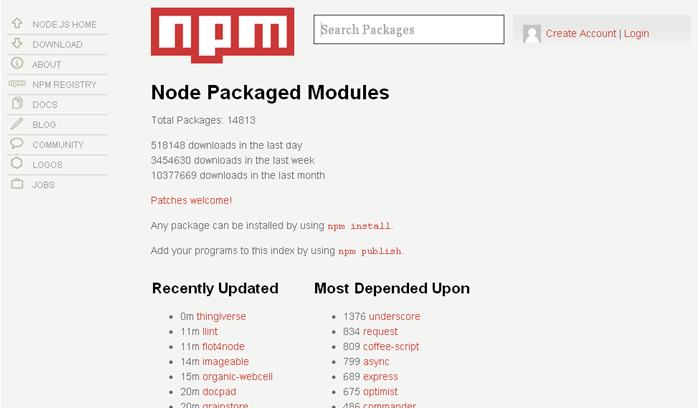 NODE.JS HOME
DOWNLOAD
ABOUT
NPM REGISTRY
DOCS
BLOG
COMMUNITY
LOGOS
JOBS
npm
Search Packages
Create Account | Login
Node Packaged Modules
Total Packages: 14813
518148 downloads in the last day
3454630 downloads in the last week
10377669 downloads in the last month
Patches welcome!
Any package can be installed by using npm install.
Add your programs to this index by using npm publish.
Recently Updated
0m thingiverse
11m llint
11m flot4node
14m imageable
15m organic-webcell
20m docpad
20m grainstore
Most Depended Upon
1376 underscore
834 request
809 coffee-script
799 async
689 express
675 optimist
486 commander